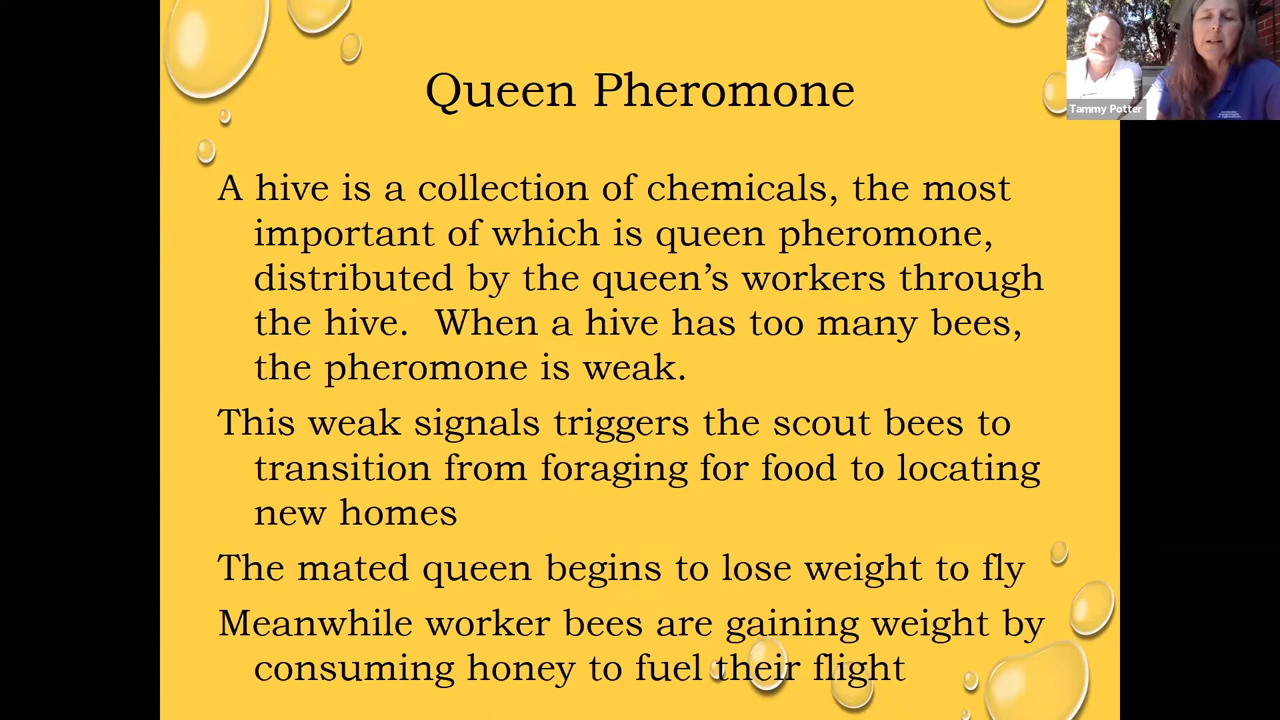 Queen Pheromone
Tammy Potter
A hive is a collection of chemicals, the most
important of which is queen pheromone,
distributed by the queen’s workers through
the hive.  When a hive has too many bees,
the pheromone is weak.
This weak signals triggers the scout bees to
transition from foraging for food to locating
new homes
The mated queen begins to lose weight to fly
Meanwhile worker bees are gaining weight by
consuming honey to fuel their flight